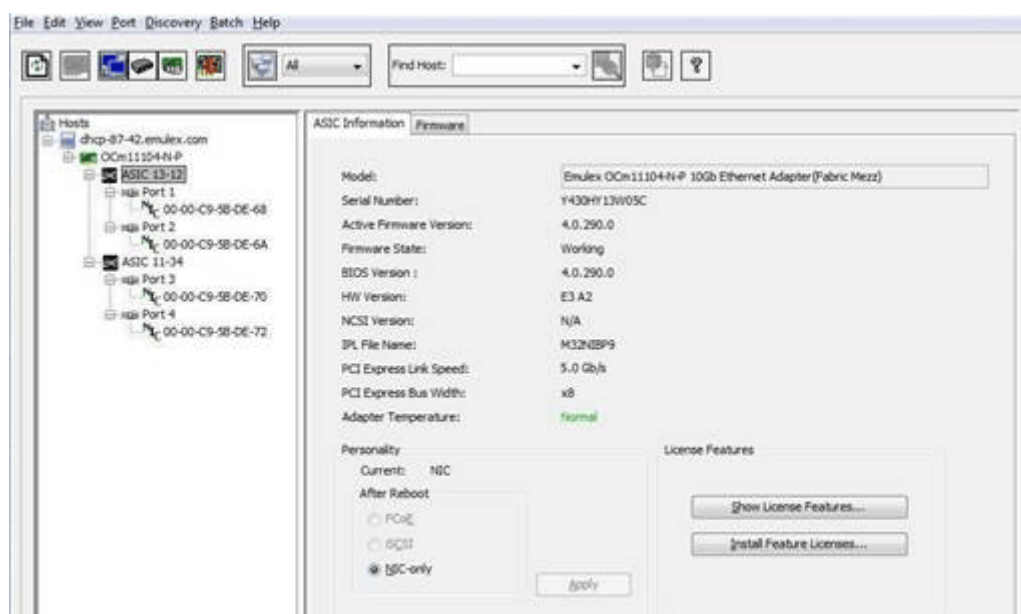 File Edit View Port Discovery Batch Help
All
Find Host:
Hosts
dhcp-87-42.emulex.com
OCm11104-N-P
ASIC 13-12
Port 1
00-00-C9-5B-DE-68
Port 2
00-00-C9-5B-DE-6A
ASIC 11-34
Port 3
00-00-C9-5B-DE-70
Port 4
00-00-C9-5B-DE-72
ASIC Information Firmware
Model: Emulex OCm11104-N-P 10Gb Ethernet Adapter(Fabric Mezz)
Serial Number: Y430HY13W05C
Active Firmware Version: 4.0.290.0
Firmware State: Working
BIOS Version : 4.0.290.0
HW Version: E3 A2
NCSI Version: N/A
IPL File Name: M32NIBP9
PCI Express Link Speed: 5.0 Gb/s
PCI Express Bus Width: x8
Adapter Temperature: Normal
Personality
Current: NIC
After Reboot
FCoE
iSCSI
NIC-only
Apply
License Features
Show License Features...
Install Feature Licenses...